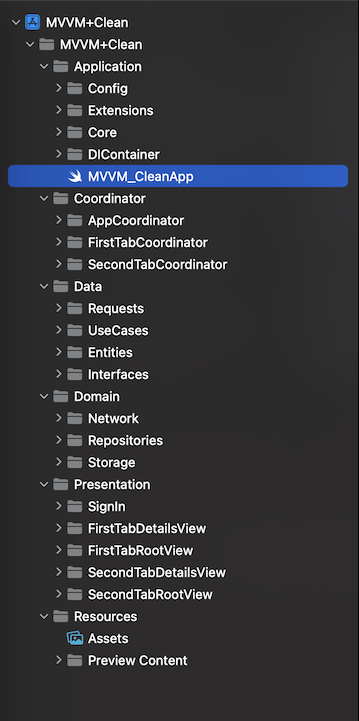 MVVM+Clean
MVVM+Clean
Application
Config
Extensions
Core
DIContainer
MVVM_CleanApp
Coordinator
AppCoordinator
FirstTabCoordinator
SecondTabCoordinator
Data
Requests
UseCases
Entities
Interfaces
Domain
Network
Repositories
Storage
Presentation
SignIn
FirstTabDetailsView
FirstTabRootView
SecondTabDetailsView
SecondTabRootView
Resources
Assets
Preview Content